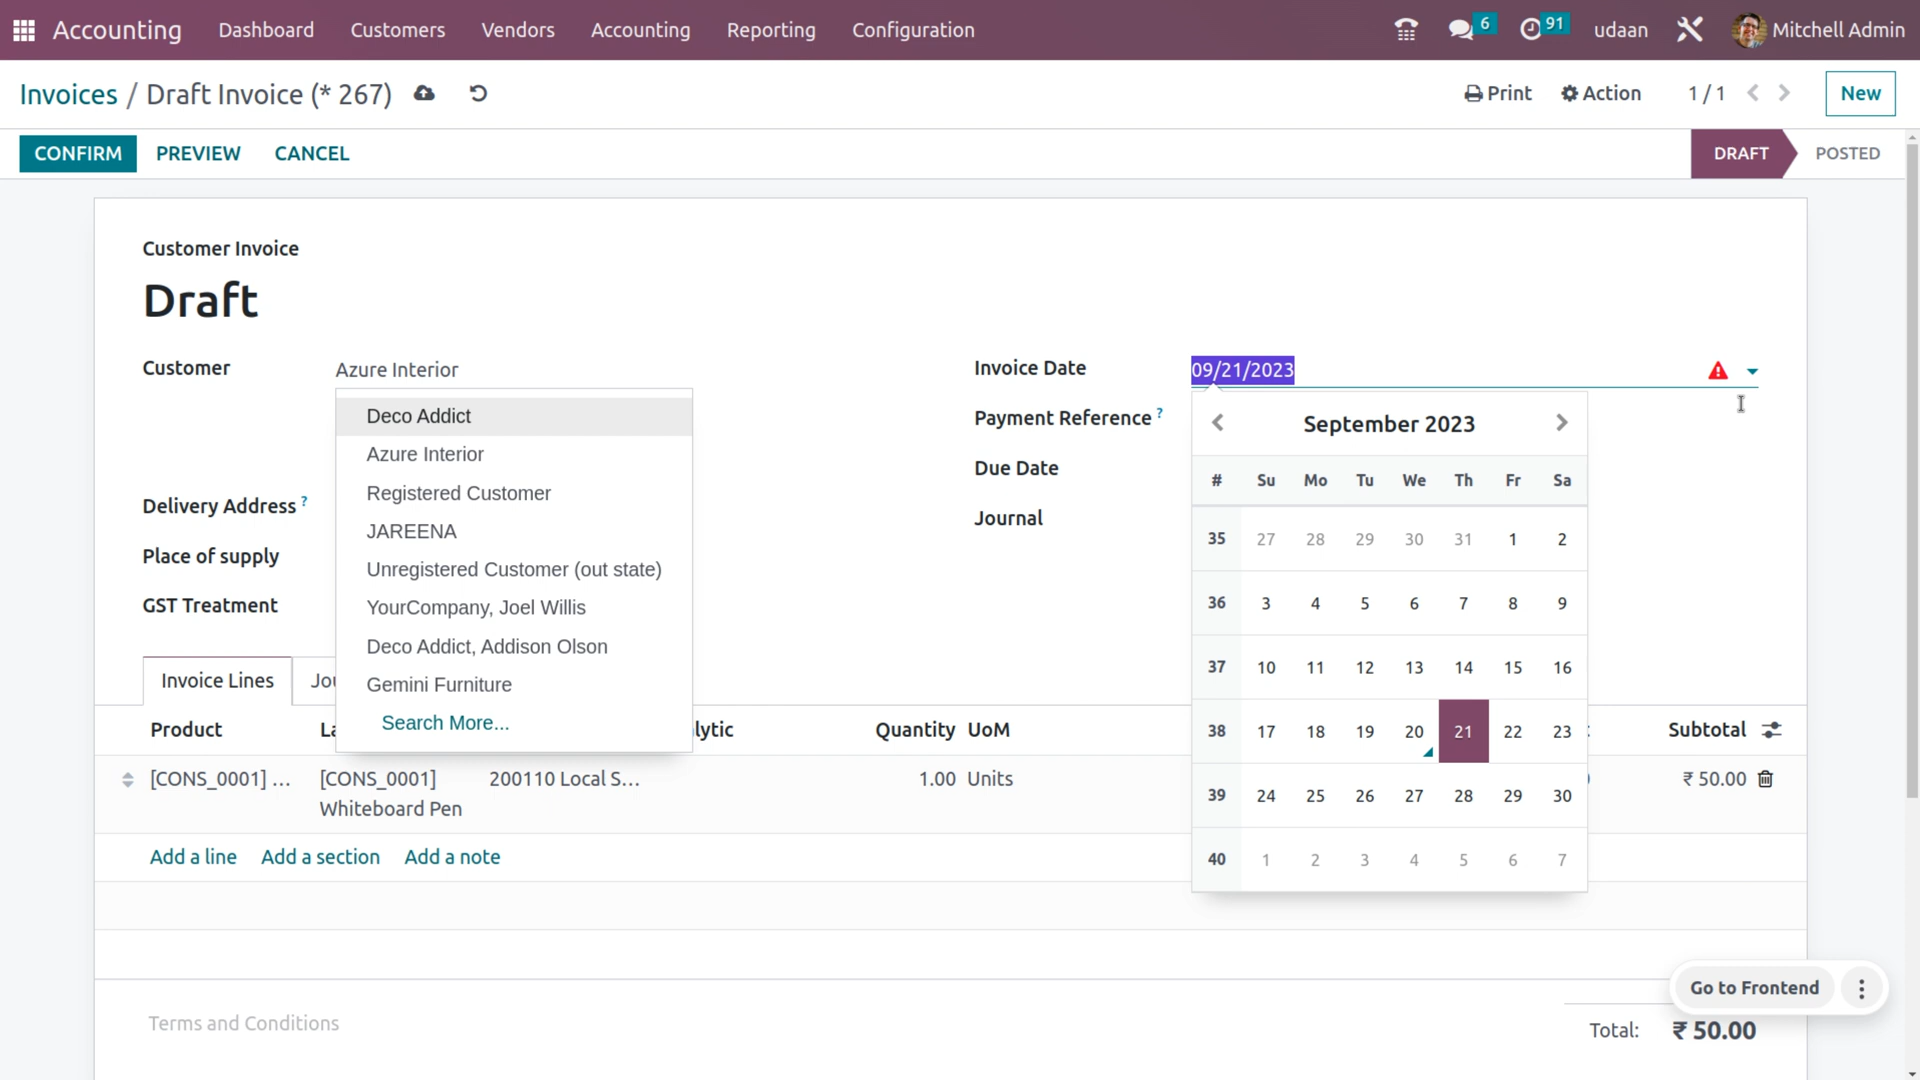 Accounting Dashboard Customers Vendors Accounting Reporting Configuration 6 91 udaan Mitchell Admin
Invoices / Draft Invoice (* 267) Print Action 1 / 1 New
CONFIRM PREVIEW CANCEL DRAFT POSTED
Customer Invoice
Draft
Customer Azure Interior
Deco Addict
Azure Interior
Registered Customer
JAREENA
Unregistered Customer (out state)
YourCompany, Joel Willis
Deco Addict, Addison Olson
Gemini Furniture
Search More...
Delivery Address ?
Place of supply
GST Treatment
Invoice Date 09/21/2023
Payment Reference ?
Due Date
Journal
September 2023
# Su Mo Tu We Th Fr Sa
35 27 28 29 30 31 1 2
36 3 4 5 6 7 8 9
37 10 11 12 13 14 15 16
38 17 18 19 20 21 22 23
39 24 25 26 27 28 29 30
40 1 2 3 4 5 6 7
Invoice Lines
Product Quantity UoM Subtotal
[CONS_0001] ... [CONS_0001] 200110 Local S... 1.00 Units ₹ 50.00
Whiteboard Pen
Add a line Add a section Add a note
Go to Frontend
Terms and Conditions
Total: ₹ 50.00